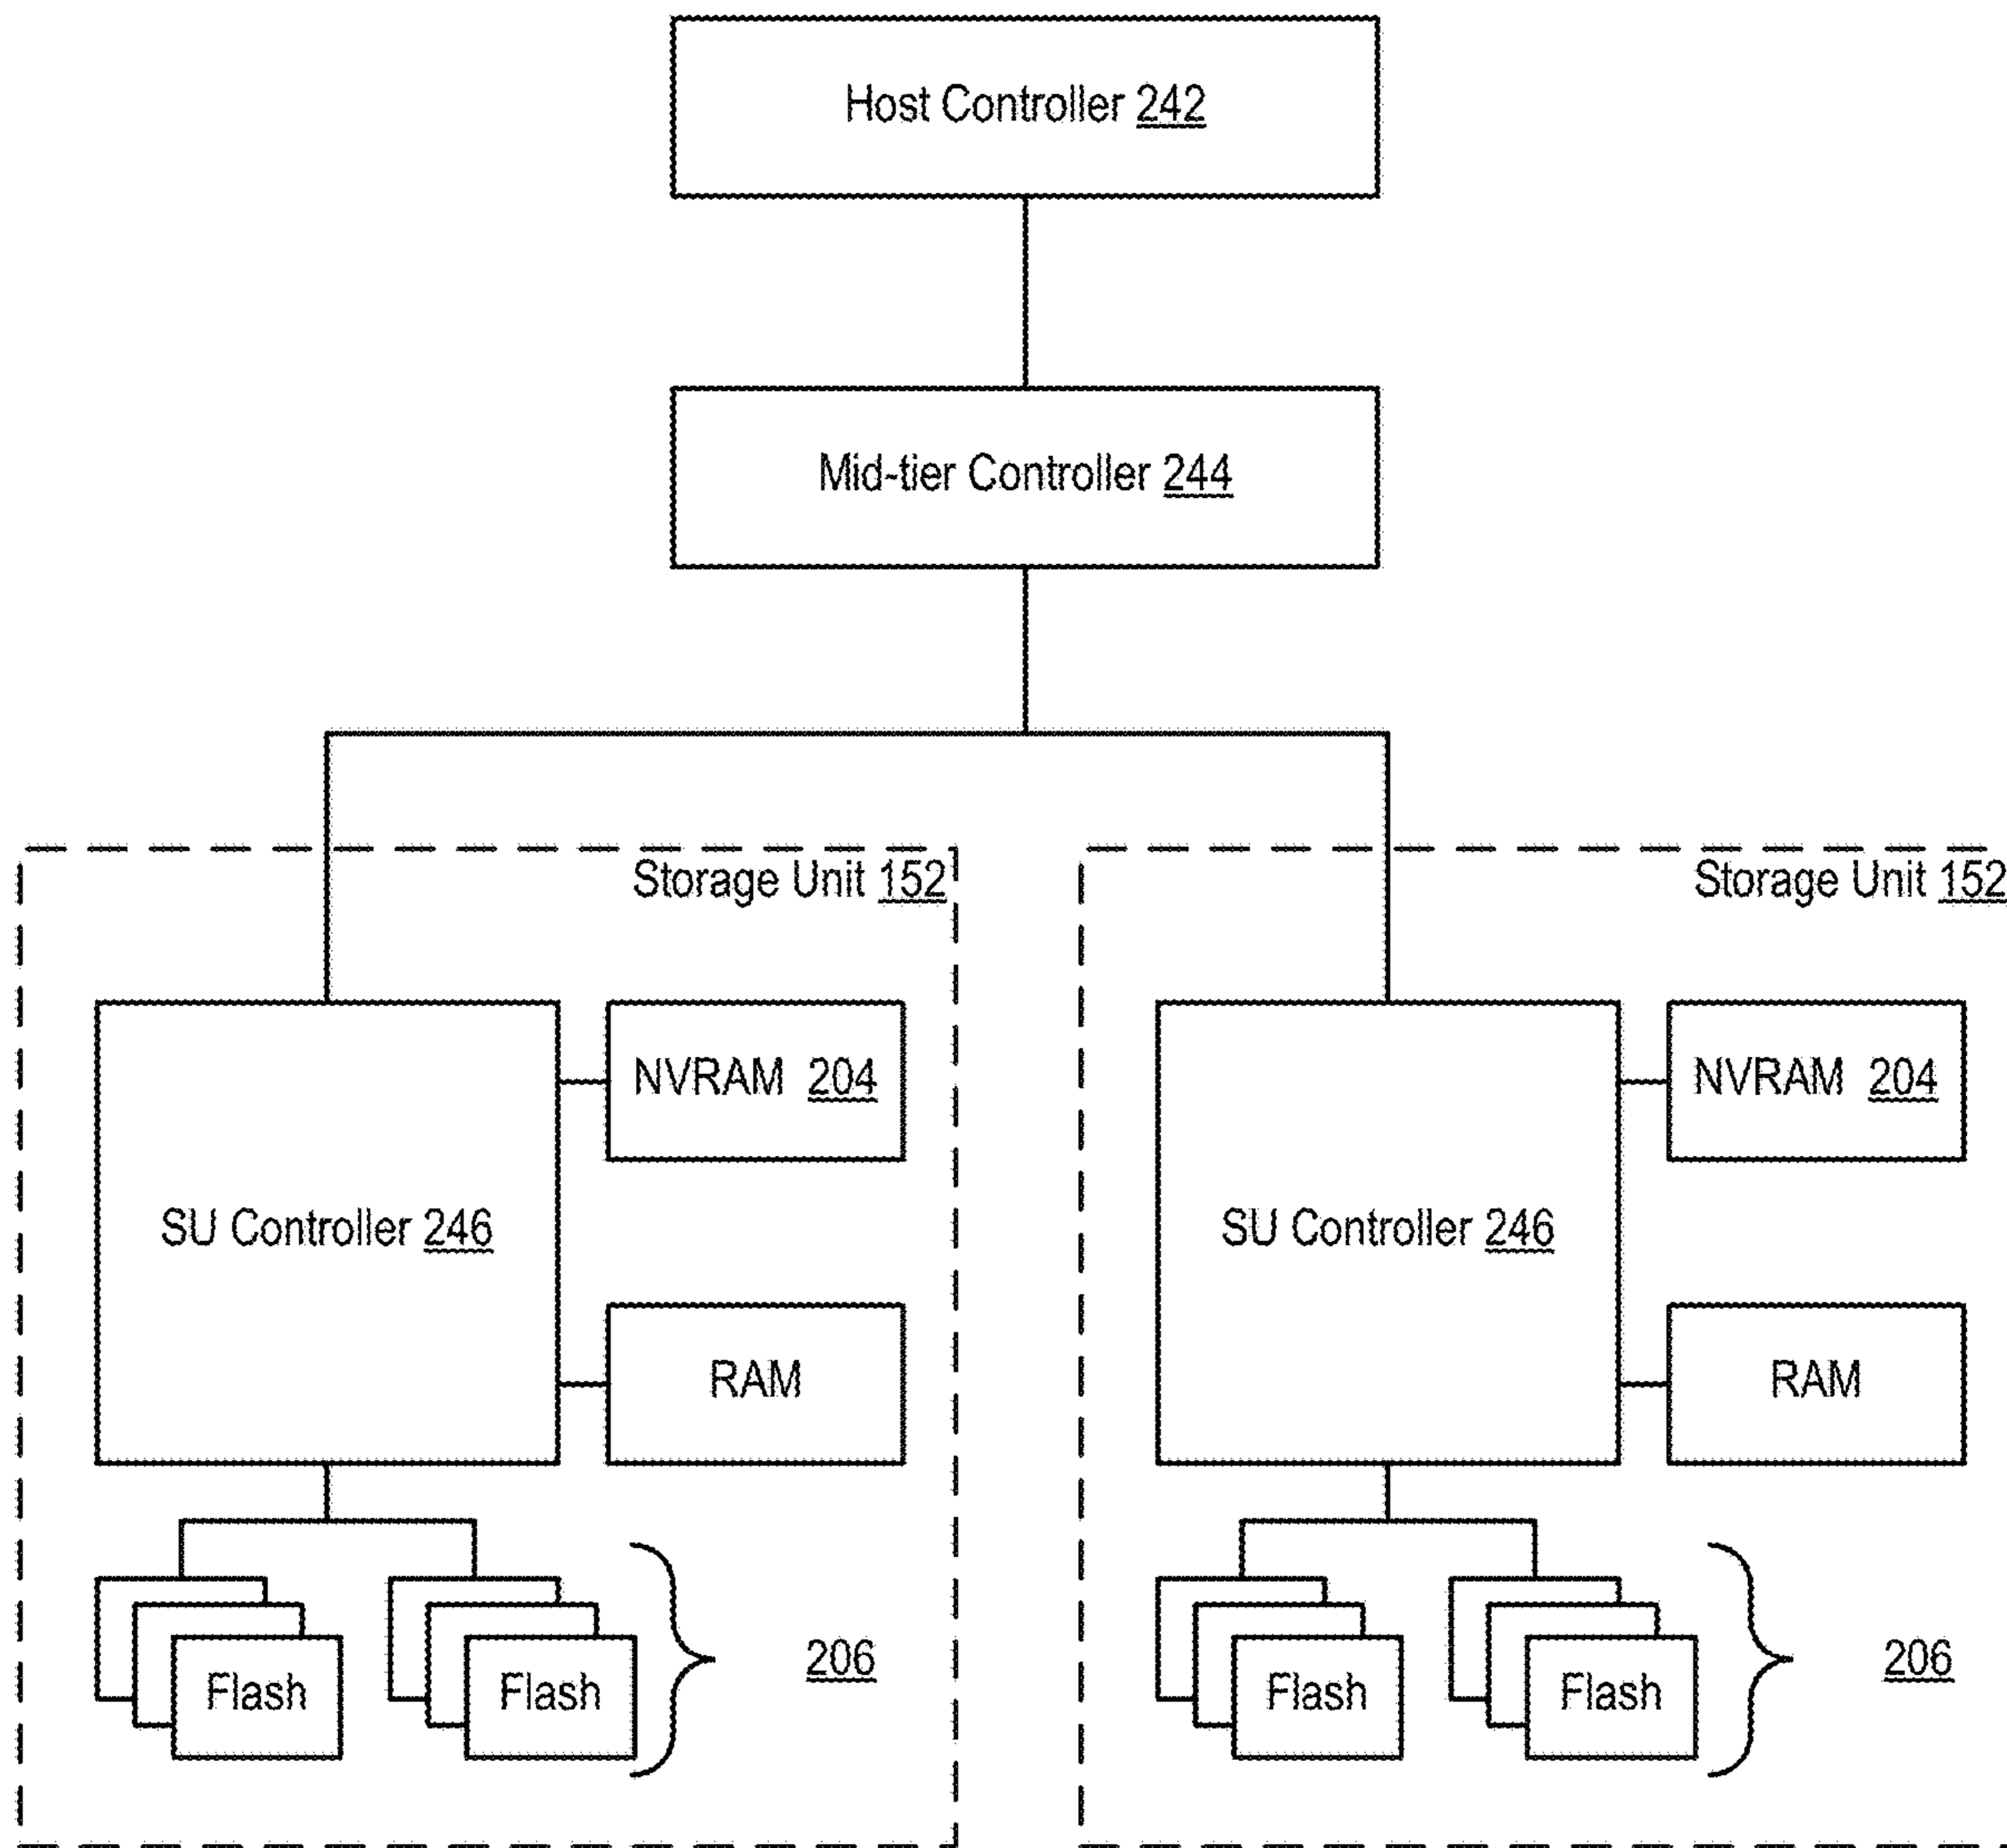 Host Controller 242
Mid-tier Controller 244
Storage Unit 152
SU Controller 246
NVRAM 204
RAM
Flash
Flash
206
Storage Unit 152
SU Controller 246
NVRAM 204
RAM
Flash
Flash
206